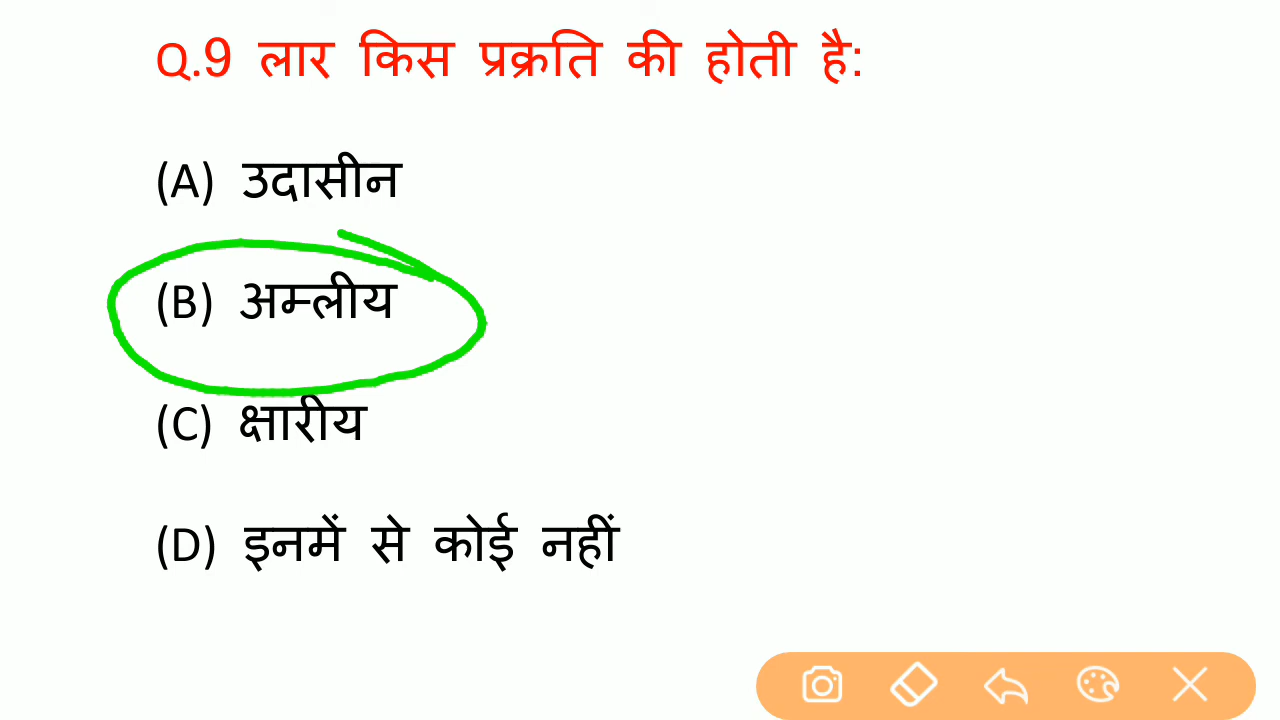 Q.9 लार किस प्रक्रति की होती है:
(A) उदासीन
(B) अम्लीय
(C) क्षारीय
(D) इनमें से कोई नहीं